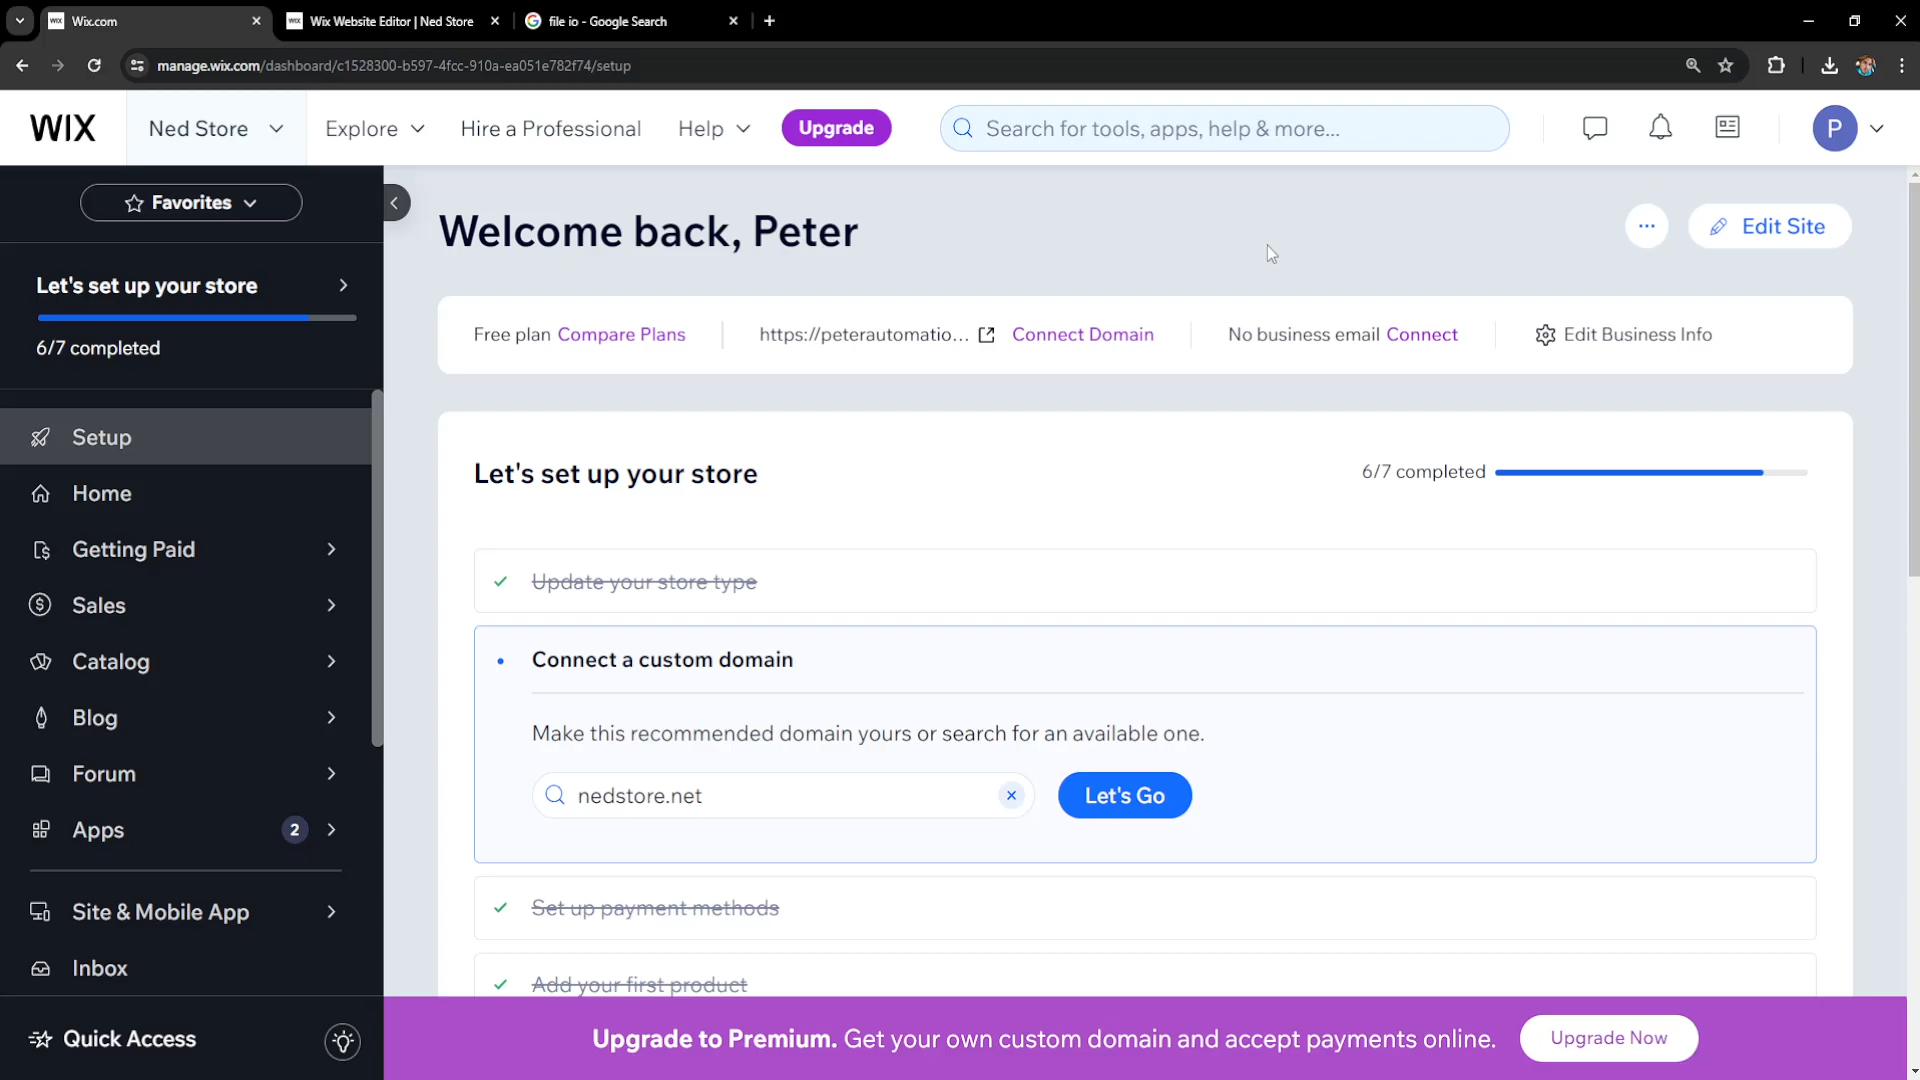 Wix.com
Wix Website Editor | Ned Store
file io - Google Search
manage.wix.com/dashboard/c1528300-b597-4fcc-910a-ea051e782f74/setup
WIX
Ned Store
Explore
Hire a Professional
Help
Upgrade
Search for tools, apps, help & more...
P
Favorites
Let's set up your store
6/7 completed
Setup
Home
Getting Paid
Sales
Catalog
Blog
Forum
Apps
2
Site & Mobile App
Inbox
Quick Access
Welcome back, Peter
Edit Site
Free plan Compare Plans
https://peterautomatio...
Connect Domain
No business email Connect
Edit Business Info
Let's set up your store
6/7 completed
Update your store type
Connect a custom domain
Make this recommended domain yours or search for an available one.
nedstore.net
Let's Go
Set up payment methods
Add your first product
Upgrade to Premium. Get your own custom domain and accept payments online.
Upgrade Now